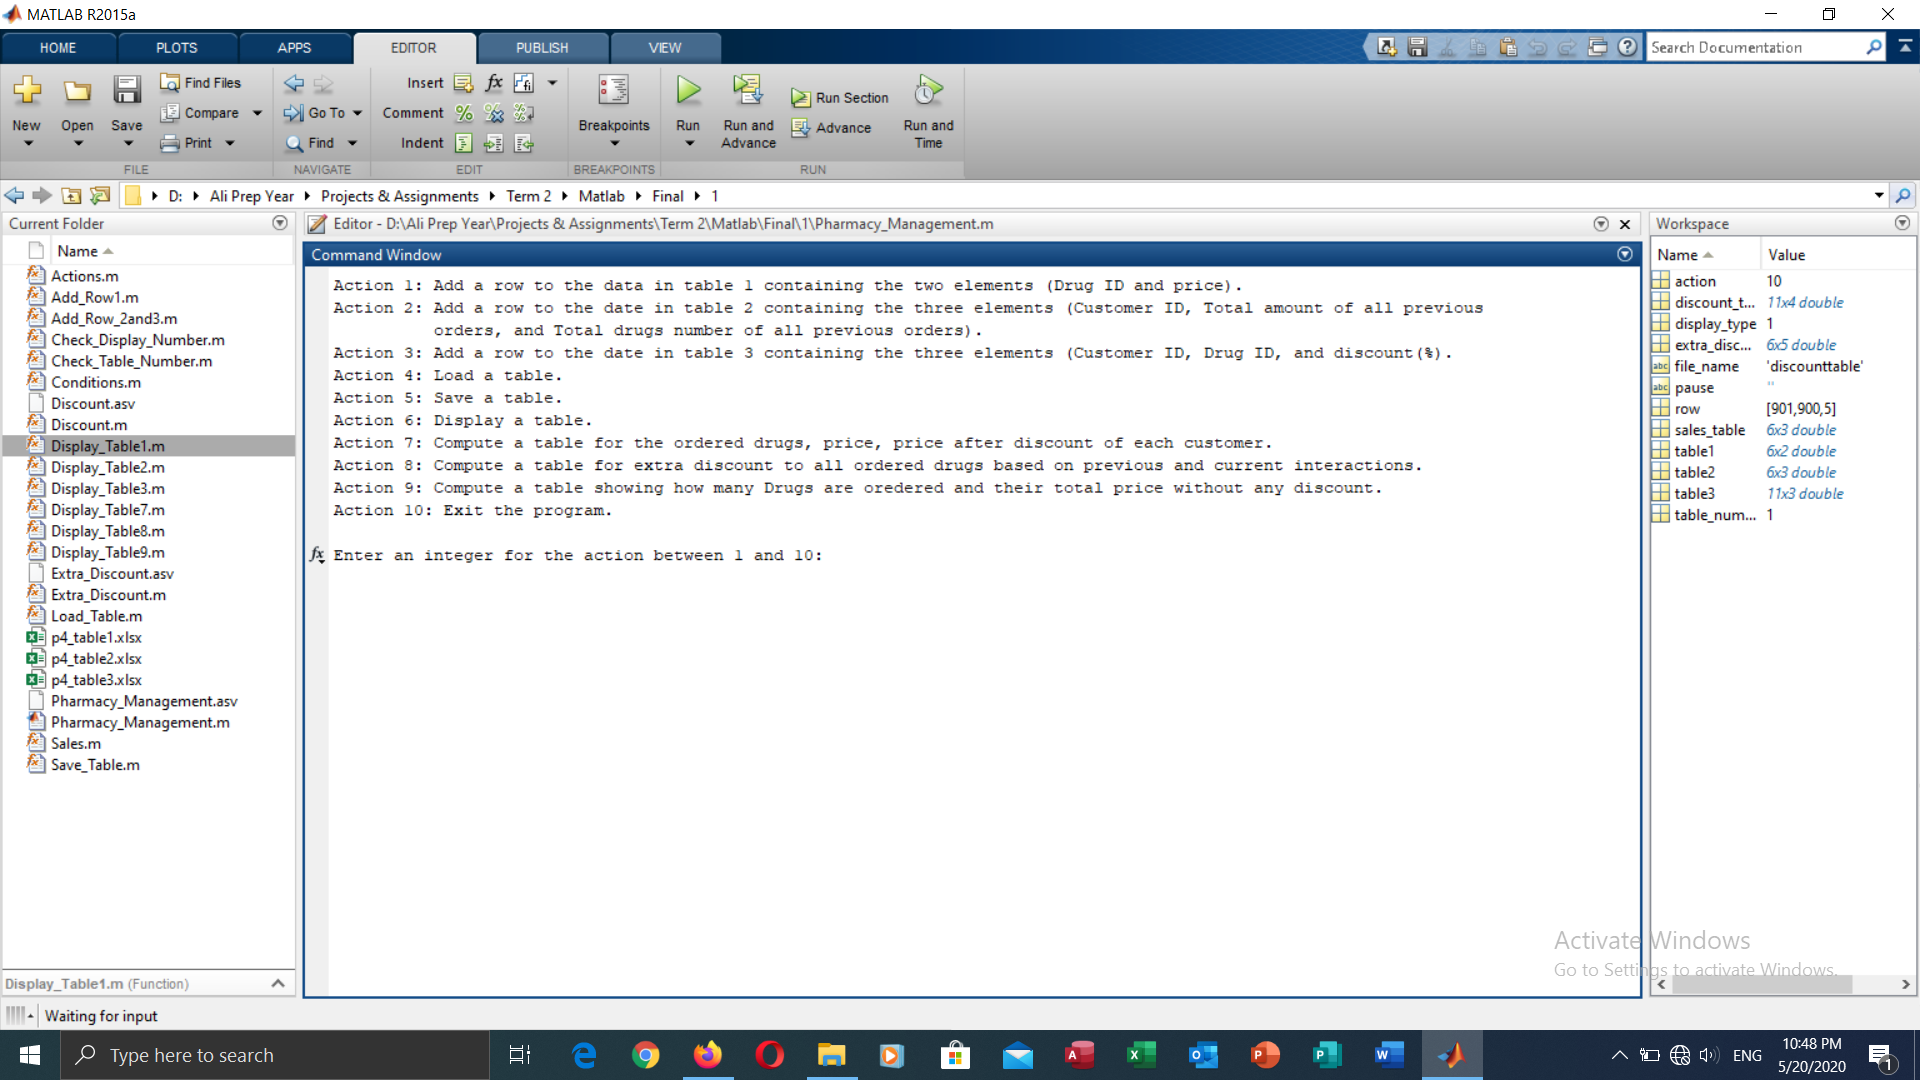 MATLAB R2015a
HOME PLOTS APPS EDITOR PUBLISH VIEW
Search Documentation
New Open Save
Find Files
Compare
Print
FILE
Go To
Find
NAVIGATE
Insert
Comment
Indent
EDIT
Breakpoints
BREAKPOINTS
Run
Run and Advance
Run Section
Advance
Run and Time
RUN
D: Ali Prep Year Projects & Assignments Term 2 Matlab Final 1
Current Folder
Name
Actions.m
Add_Row1.m
Add_Row_2and3.m
Check_Display_Number.m
Check_Table_Number.m
Conditions.m
Discount.asv
Discount.m
Display_Table1.m
Display_Table2.m
Display_Table3.m
Display_Table7.m
Display_Table8.m
Display_Table9.m
Extra_Discount.asv
Extra_Discount.m
Load_Table.m
p4_table1.xlsx
p4_table2.xlsx
p4_table3.xlsx
Pharmacy_Management.asv
Pharmacy_Management.m
Sales.m
Save_Table.m
Display_Table1.m (Function)
Editor - D:\Ali Prep Year\Projects & Assignments\Term 2\Matlab\Final\1\Pharmacy_Management.m
Command Window
Action 1: Add a row to the data in table 1 containing the two elements (Drug ID and price).
Action 2: Add a row to the date in table 2 containing the three elements (Customer ID, Total amount of all previous
orders, and Total drugs number of all previous orders).
Action 3: Add a row to the date in table 3 containing the three elements (Customer ID, Drug ID, and discount(%).
Action 4: Load a table.
Action 5: Save a table.
Action 6: Display a table.
Action 7: Compute a table for the ordered drugs, price, price after discount of each customer.
Action 8: Compute a table for extra discount to all ordered drugs based on previous and current interactions.
Action 9: Compute a table showing how many Drugs are oredered and their total price without any discount.
Action 10: Exit the program.
fx Enter an integer for the action between 1 and 10:
Workspace
Name Value
action 10
discount_t... 11x4 double
display_type 1
extra_disc... 6x5 double
file_name 'discounttable'
pause ''
row [901,900,5]
sales_table 6x3 double
table1 6x2 double
table2 6x3 double
table3 11x3 double
table_num... 1
Activate Windows
Go to Settings to activate Windows.
Waiting for input
Type here to search
ENG
10:48 PM
5/20/2020
1